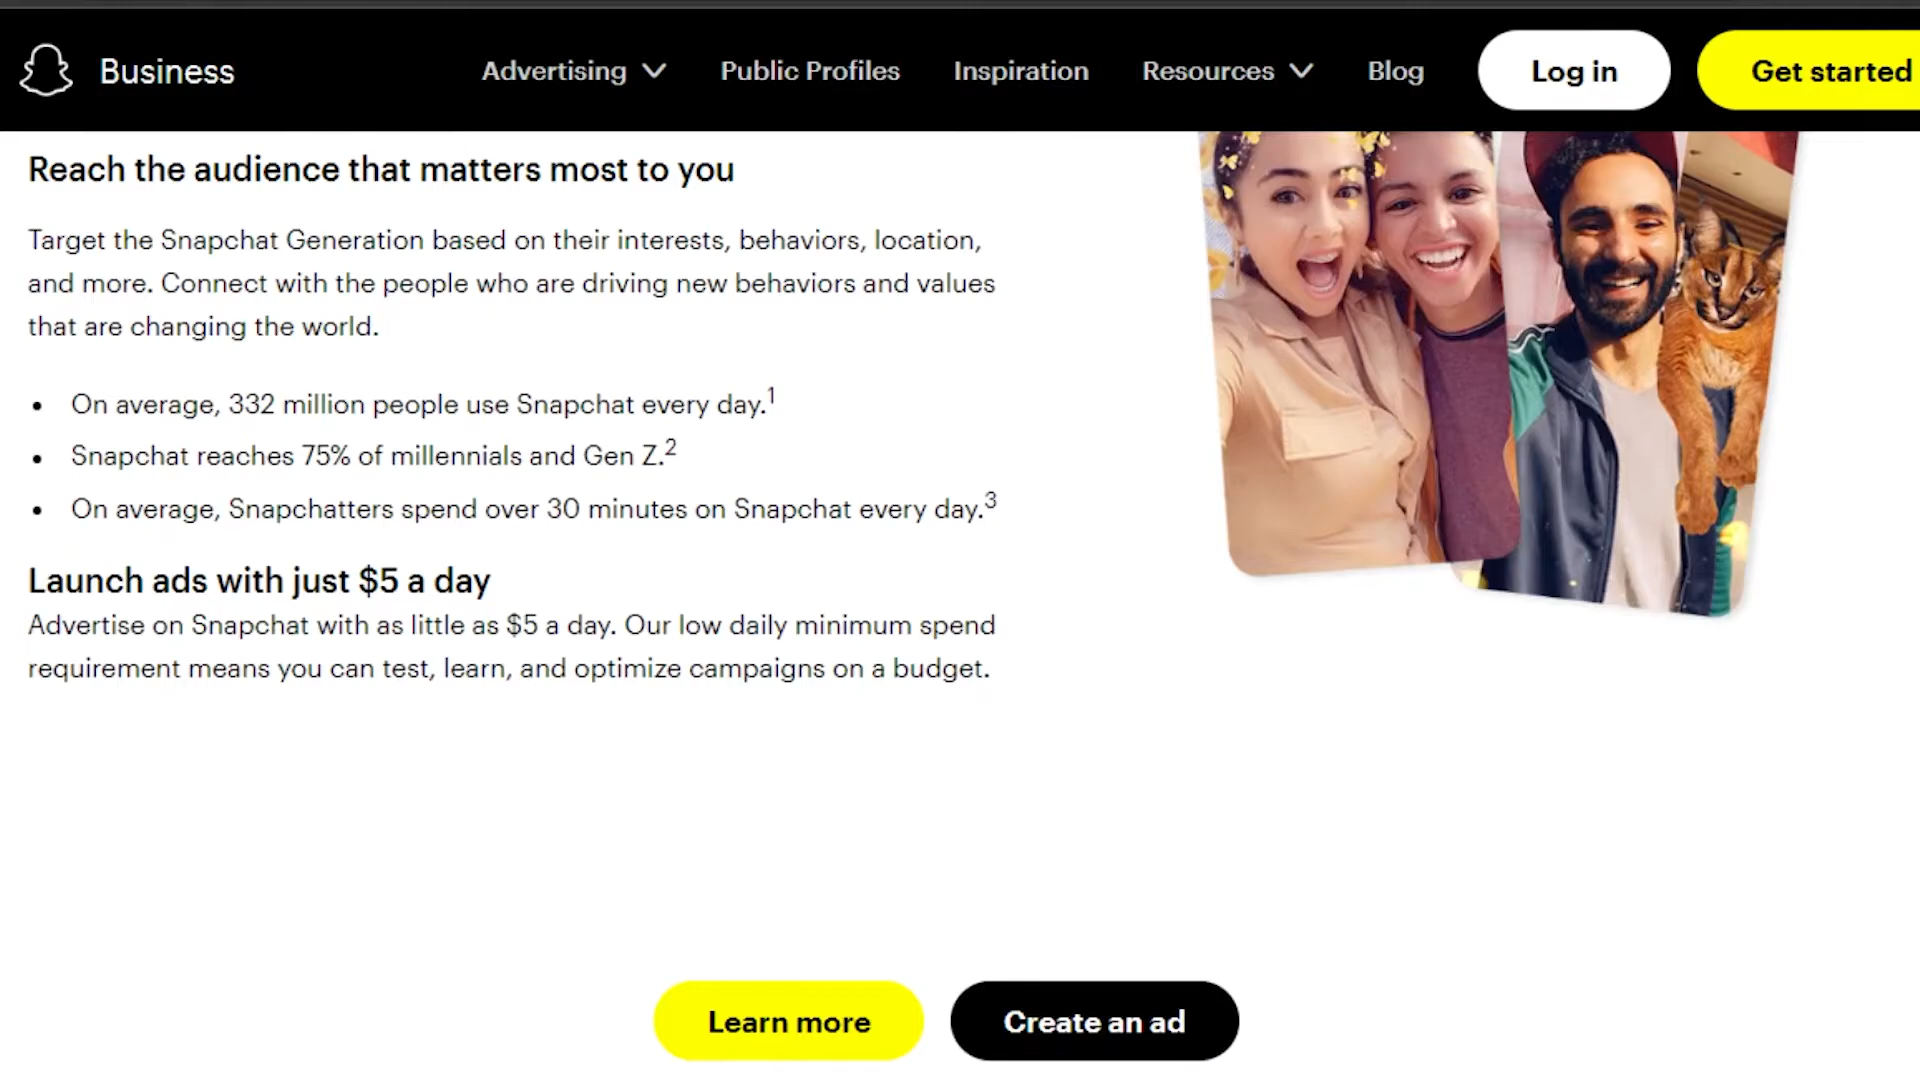 Business
Advertising
Public Profiles
Inspiration
Resources
Blog
Log in
Get started
Reach the audience that matters most to you
Target the Snapchat Generation based on their interests, behaviors, location,
and more. Connect with the people who are driving new behaviors and values
that are changing the world.
• On average, 332 million people use Snapchat every day.1
• Snapchat reaches 75% of millennials and Gen Z.2
• On average, Snapchatters spend over 30 minutes on Snapchat every day.3
Launch ads with just $5 a day
Advertise on Snapchat with as little as $5 a day. Our low daily minimum spend
requirement means you can test, learn, and optimize campaigns on a budget.
Learn more
Create an ad